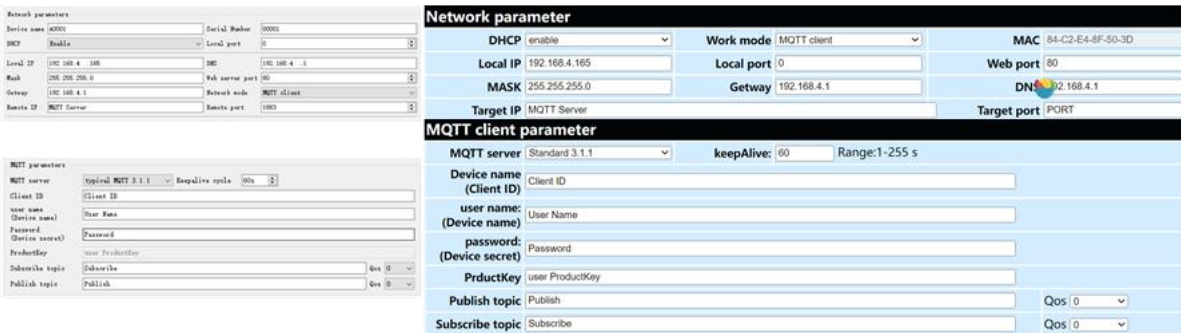 Network parameters
Device name A0001 Serial Number 00001
DHCP Enable Local port 0
Local IP 192.168.4 .165 DNS 192.168.4 .1
Mask 255.255.255.0 Web server port 80
Getway 192.168.4.1 Network mode MQTT client
Remote IP MQTT Server Remote port 1883
MQTT parameters
MQTT server typical MQTT 3.1.1 Keepalive cycle 60s
Client ID Client ID
user name User Name
(Device name)
Password Password
(Device secret)
ProductKey user ProductKey
Subscribe topic Subscribe Qos 0
Publish topic Publish Qos 0
Network parameter
DHCP enable Work mode MQTT client MAC 84-C2-E4-8F-50-3D
Local IP 192.168.4.165 Local port 0 Web port 80
MASK 255.255.255.0 Getway 192.168.4.1 DNS 192.168.4.1
Target IP MQTT Server Target port PORT
MQTT client parameter
MQTT server Standard 3.1.1 keepAlive: 60 Range:1-255 s
Device name
(Client ID) Client ID
user name:
(Device name) User Name
password:
(Device secret) Password
PrductKey user ProductKey
Publish topic Publish Qos 0
Subscribe topic Subscribe Qos 0